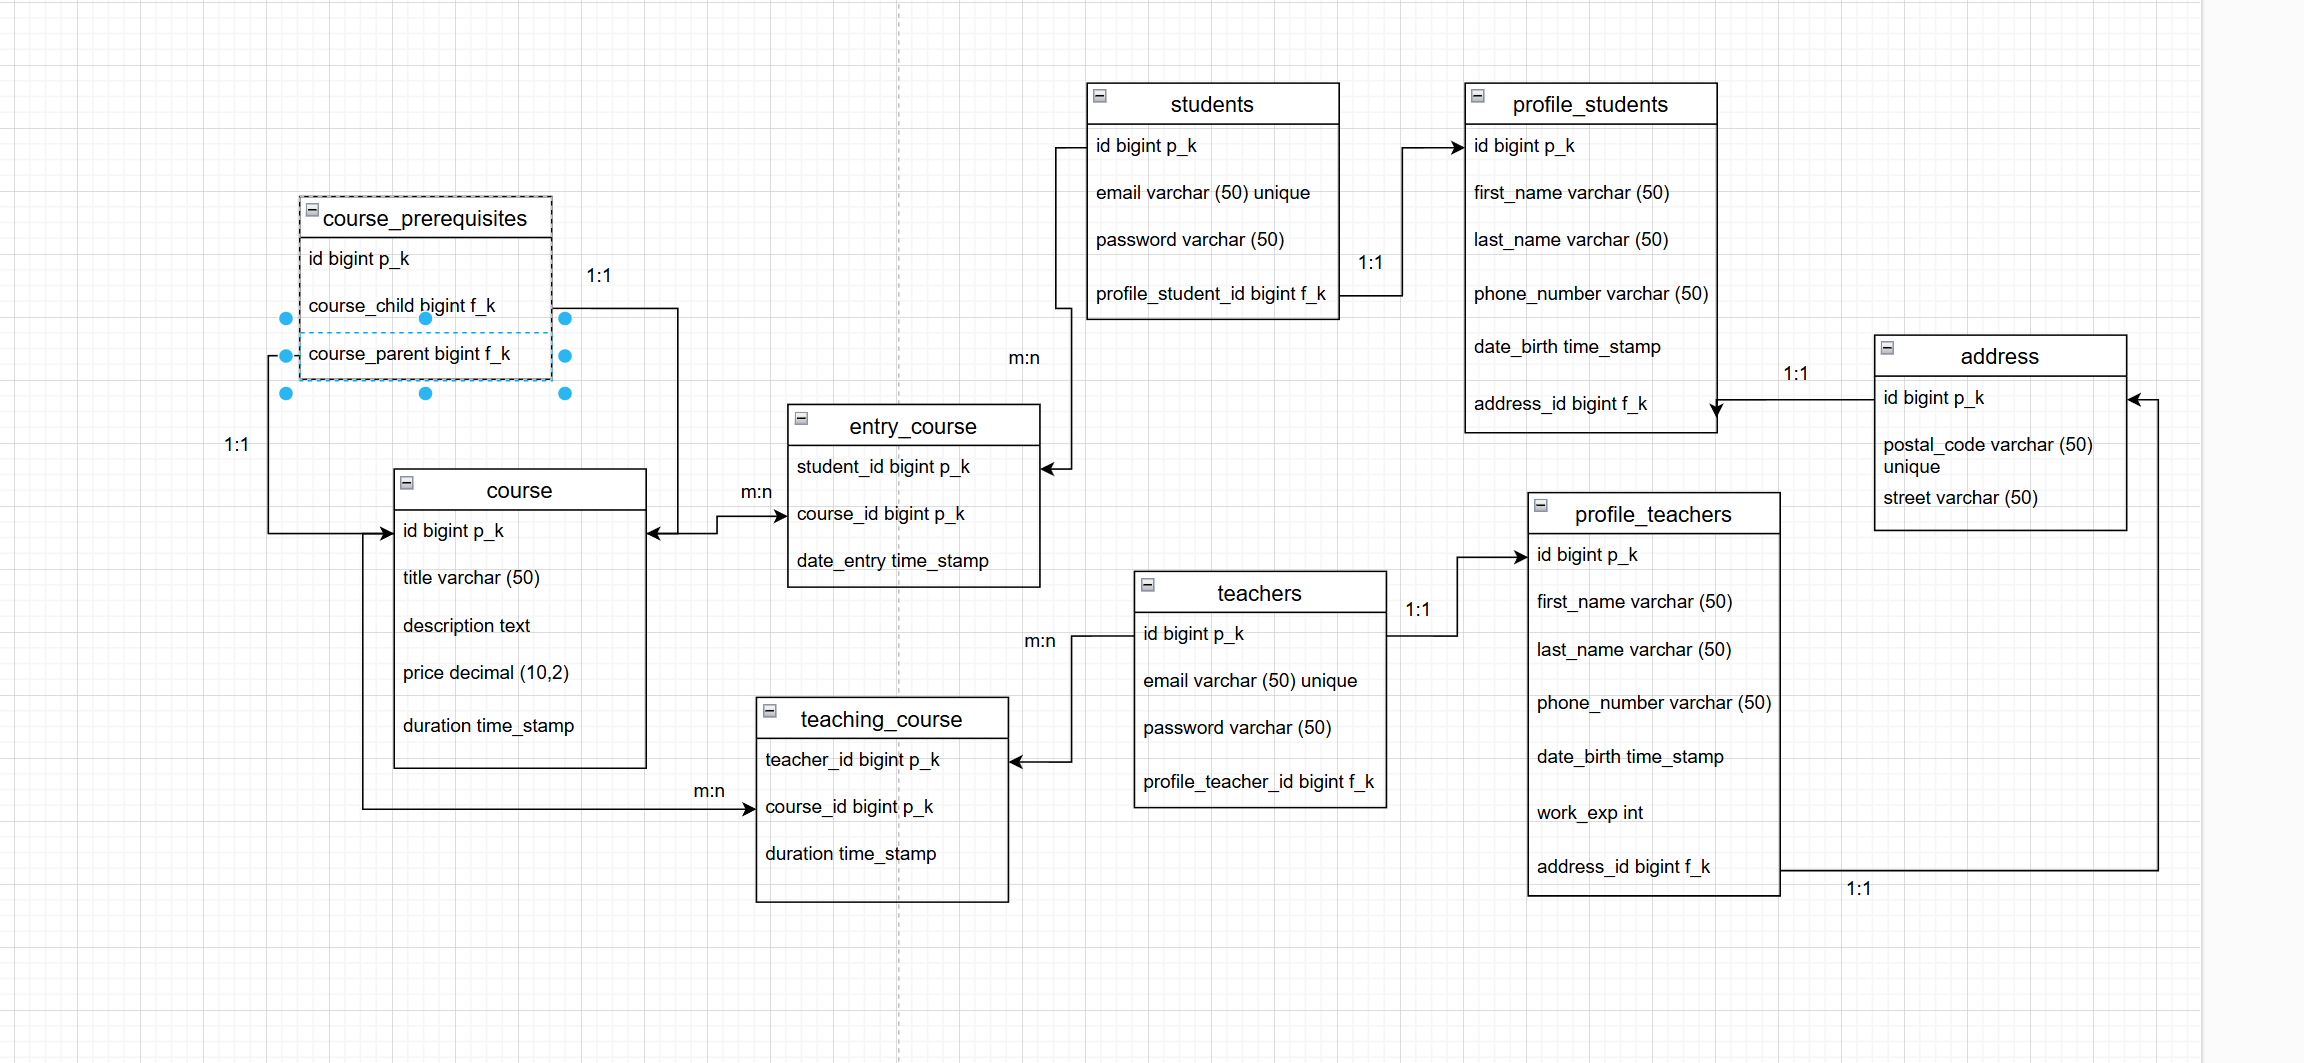 students
id bigint p_k
email varchar (50) unique
password varchar (50)
profile_student_id bigint f_k
1:1
profile_students
id bigint p_k
first_name varchar (50)
last_name varchar (50)
phone_number varchar (50)
date_birth time_stamp
address_id bigint f_k
course_prerequisites
id bigint p_k
course_child bigint f_k
course_parent bigint f_k
1:1
1:1
m:n
1:1
address
id bigint p_k
postal_code varchar (50)
unique
street varchar (50)
entry_course
student_id bigint p_k
course_id bigint p_k
date_entry time_stamp
m:n
course
id bigint p_k
title varchar (50)
description text
price decimal (10,2)
duration time_stamp
profile_teachers
id bigint p_k
first_name varchar (50)
last_name varchar (50)
phone_number varchar (50)
date_birth time_stamp
work_exp int
address_id bigint f_k
1:1
teachers
id bigint p_k
email varchar (50) unique
password varchar (50)
profile_teacher_id bigint f_k
1:1
m:n
teaching_course
teacher_id bigint p_k
course_id bigint p_k
duration time_stamp
m:n